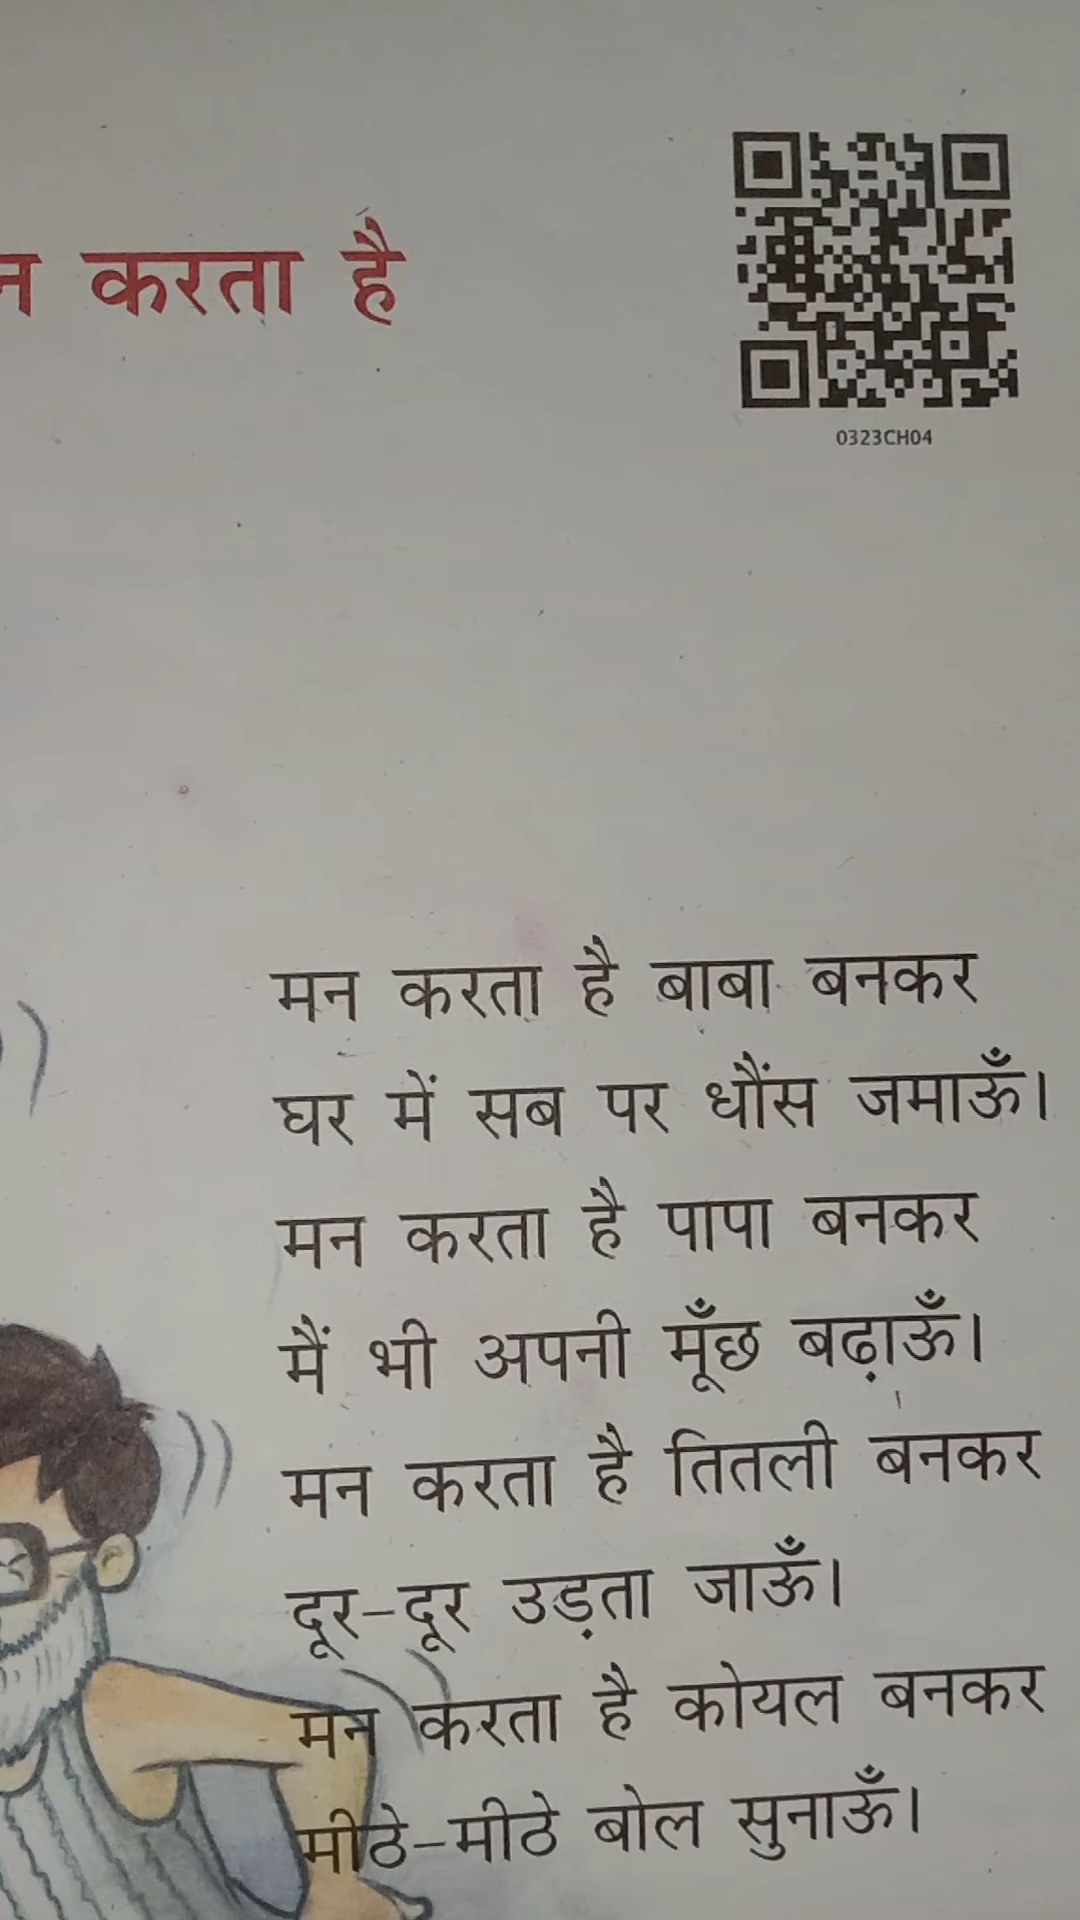 करता है
0323CH04
मन करता है बाबा बनकर
घर में सब पर धौंस जमाऊँ।
मन करता है पापा बनकर
मैं भी अपनी मूँछ बढ़ाऊँ।
मन करता है तितली बनकर
दूर-दूर उड़ता जाऊँ।
मन करता है कोयल बनकर
मीठे-मीठे बोल सुनाऊँ।